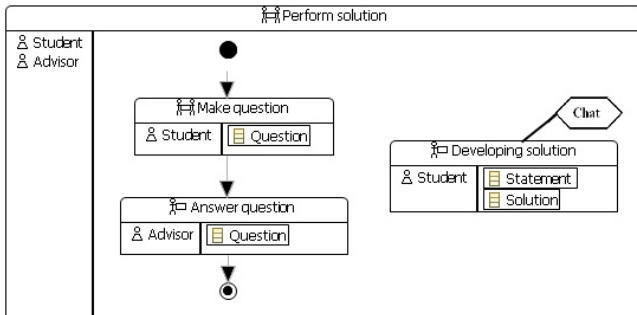 Perform solution
Student
Advisor
Make question
Student
Question
Answer question
Advisor
Question
Chat
Developing solution
Student
Statement
Solution